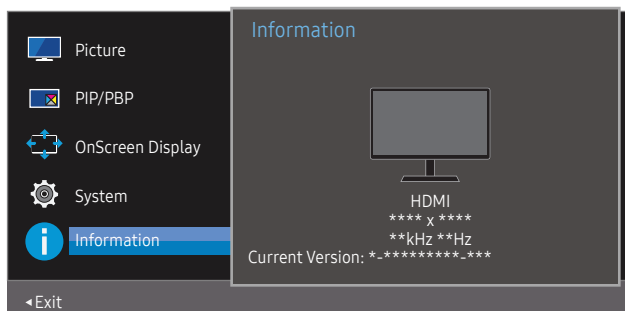 Picture
PIP/PBP
OnScreen Display
System
Information
Information
HDMI
**** x ****
**kHz **Hz
Current Version: *-*********-***
◂Exit